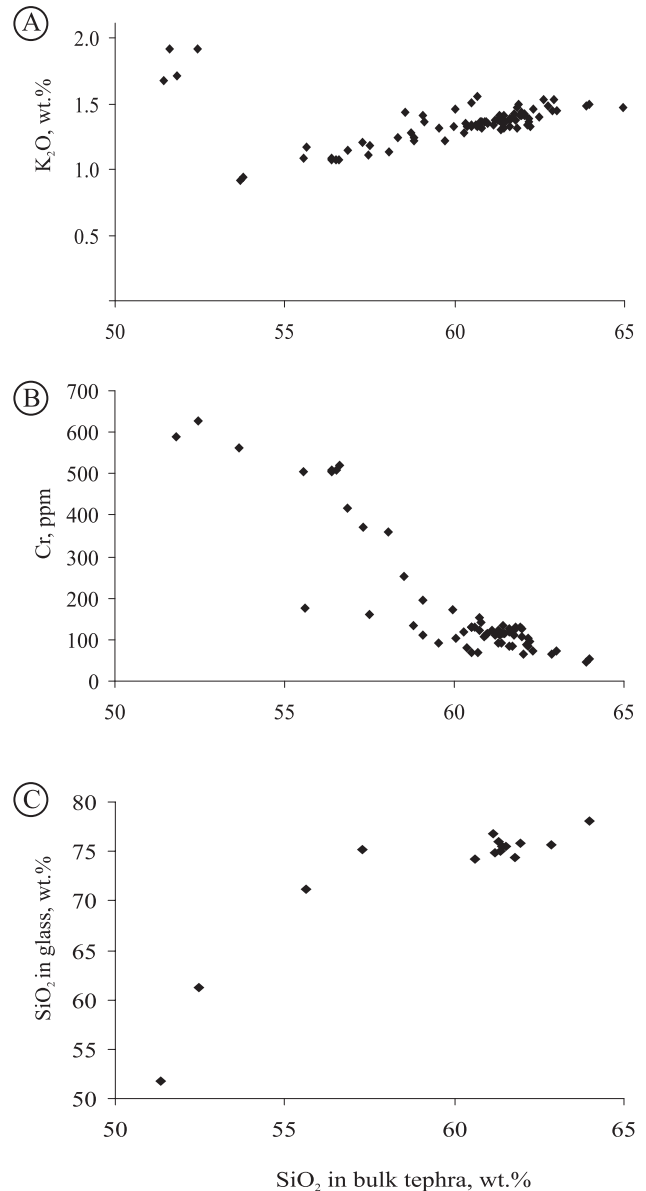 A
K₂O, wt.%
2.0
1.5
1.0
0.5
50 55 60 65
B
Cr, ppm
700
600
500
400
300
200
100
0
50 55 60 65
C
SiO₂ in glass, wt.%
80
75
70
65
60
55
50
50 55 60 65
SiO₂ in bulk tephra, wt.%